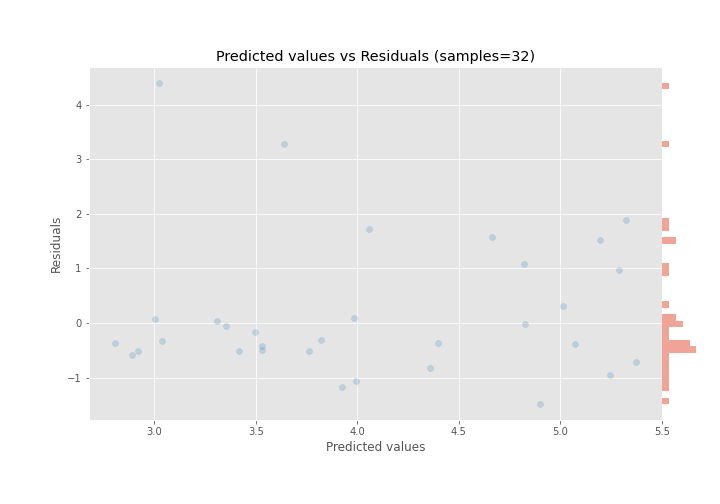 Predicted values vs Residuals (samples=32)
4
3
2
1
0
−1
Residuals
3.0 3.5 4.0 4.5 5.0 5.5
Predicted values